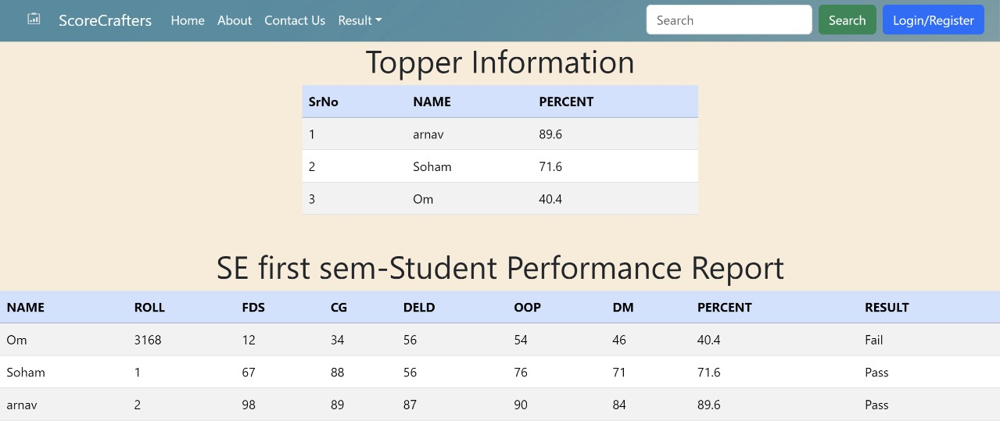 ScoreCrafters Home About Contact Us Result Search Search Login/Register
Topper Information
SrNo NAME PERCENT
1 arnav 89.6
2 Soham 71.6
3 Om 40.4
SE first sem-Student Performance Report
NAME ROLL FDS CG DELD OOP DM PERCENT RESULT
Om 3168 12 34 56 54 46 40.4 Fail
Soham 1 67 88 56 76 71 71.6 Pass
arnav 2 98 89 87 90 84 89.6 Pass